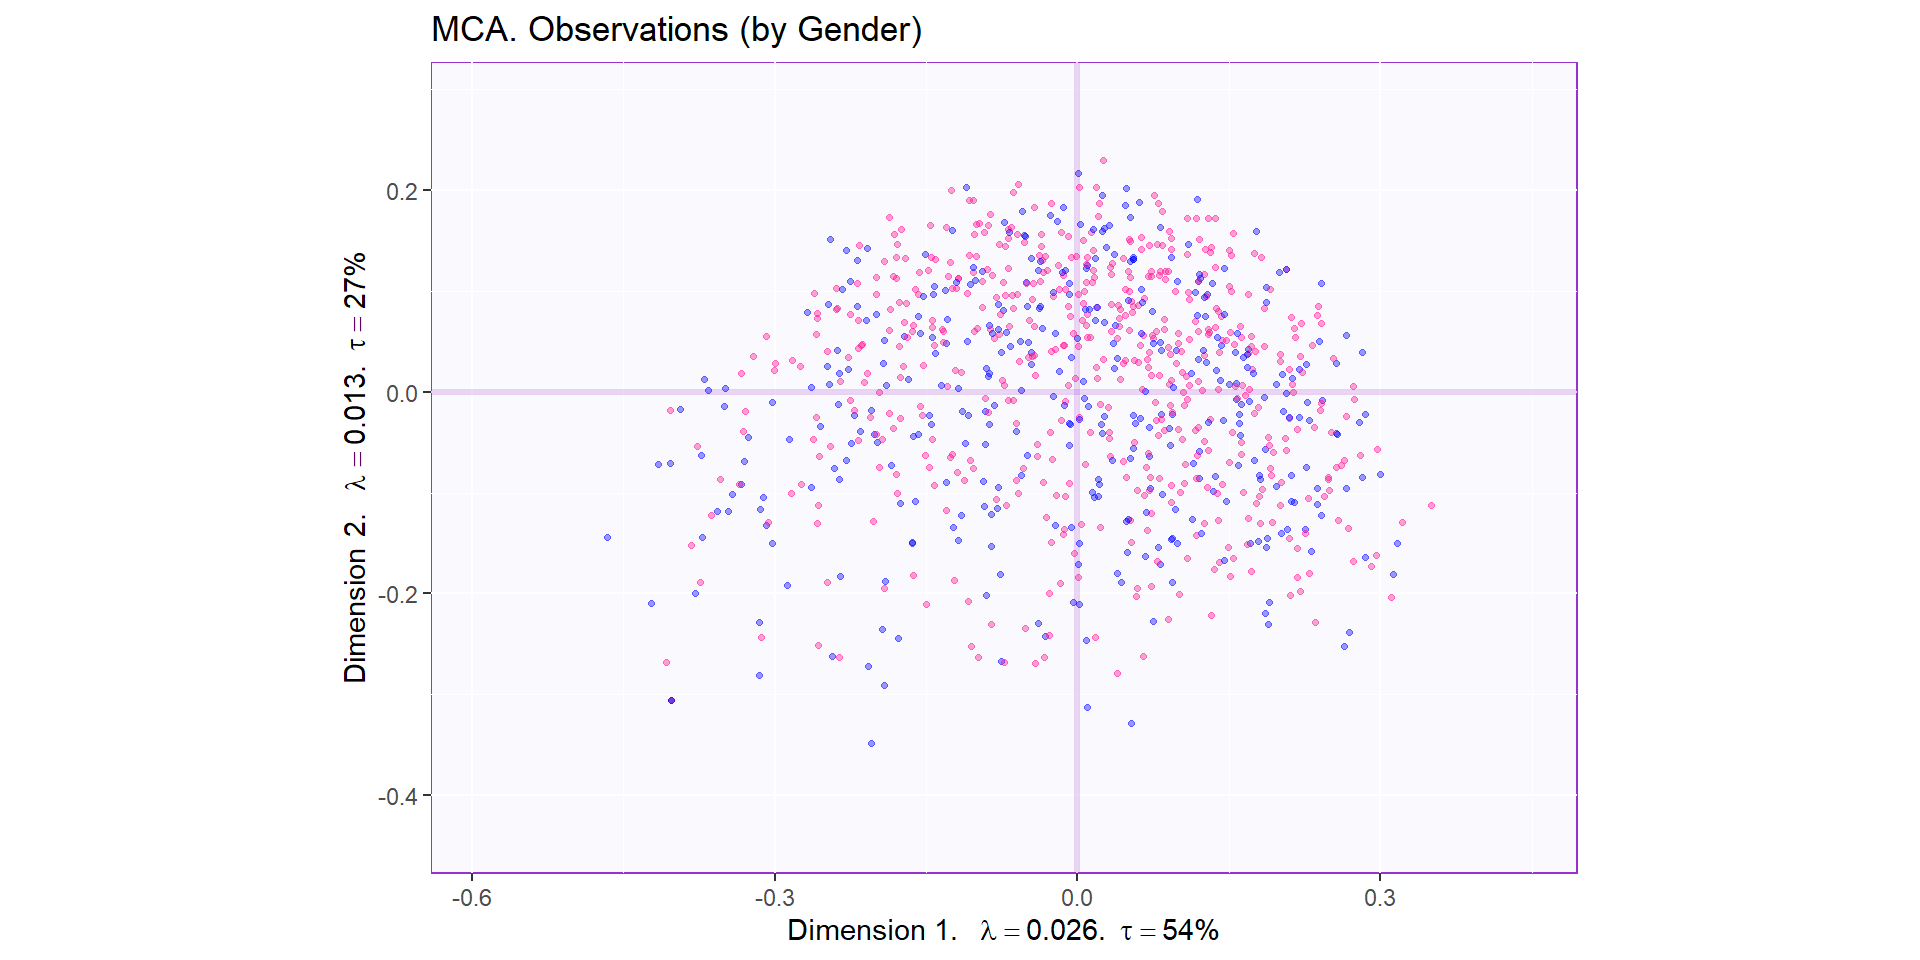 MCA. Observations (by Gender)
Dimension 2. λ = 0.013. τ = 27%
0.2
0.0
-0.2
-0.4
-0.6
-0.3
0.0
0.3
Dimension 1. λ = 0.026. τ = 54%